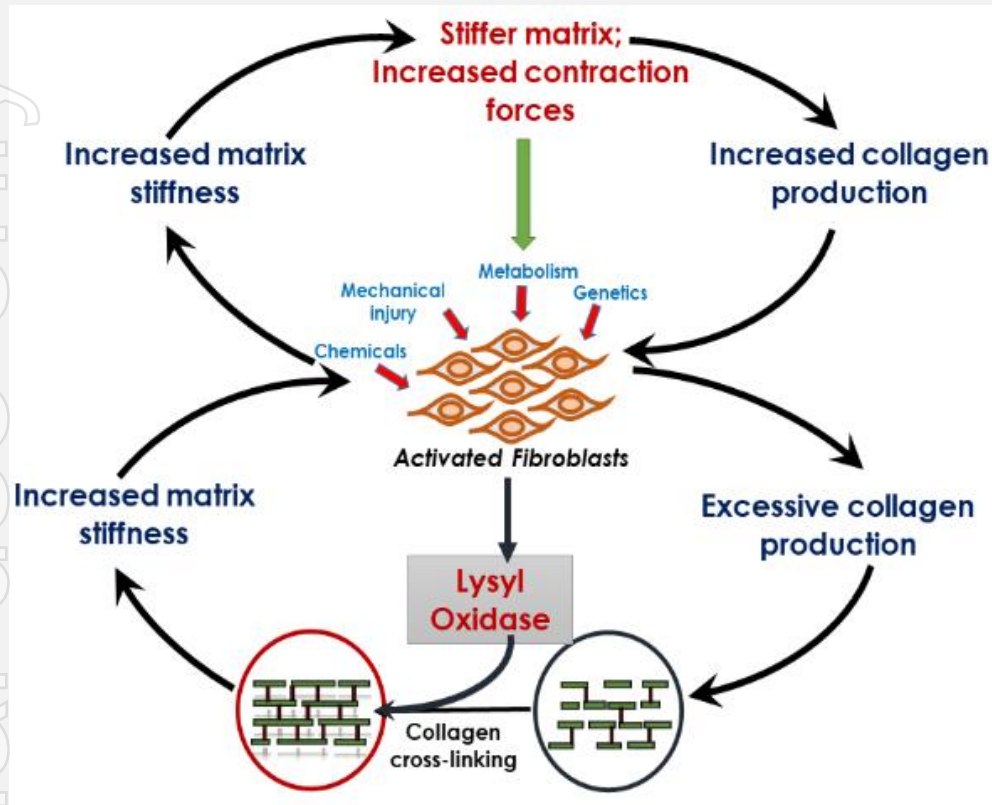 Stiffer matrix;
Increased contraction
forces
Increased matrix
stiffness
Increased collagen
production
Metabolism
Mechanical
injury
Genetics
Chemicals
Activated Fibroblasts
Increased matrix
stiffness
Excessive collagen
production
Lysyl
Oxidase
Collagen
cross-linking